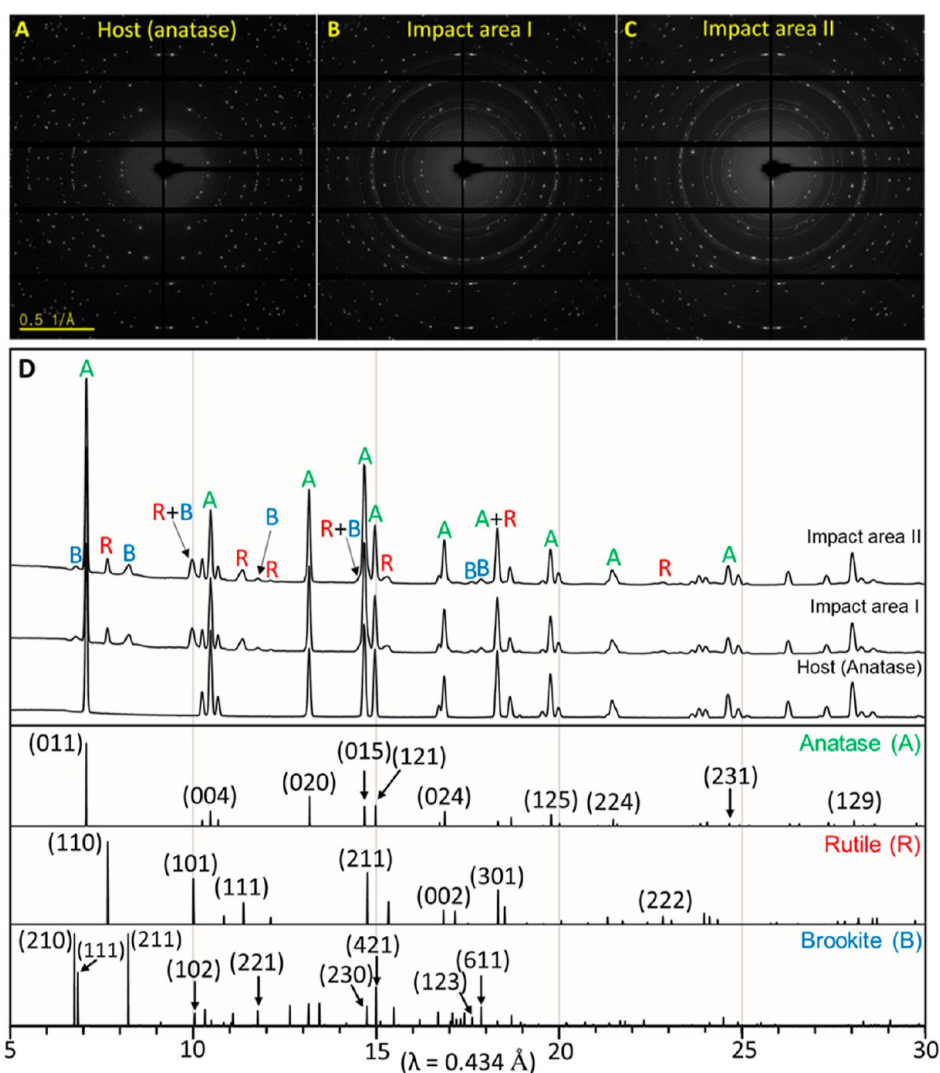 A Host (anatase) B Impact area I C Impact area II
0.5 1/Å
D
A
A
A
A
R+B
A
B
R+B
A
A+R
A
A
A
A
B
R
B
R
R
R
B
B
R
Impact area II
Impact area I
Host (Anatase)
(011)
(004)
(020)
(015)
(121)
(024)
(125)
(224)
(231)
(129)
Anatase (A)
(110)
(101)
(111)
(211)
(002)
(301)
(222)
Rutile (R)
(210)
(111)
(211)
(102)
(221)
(230)
(421)
(123)
(611)
Brookite (B)
5 10 15 20 25 30
(λ = 0.434 Å)